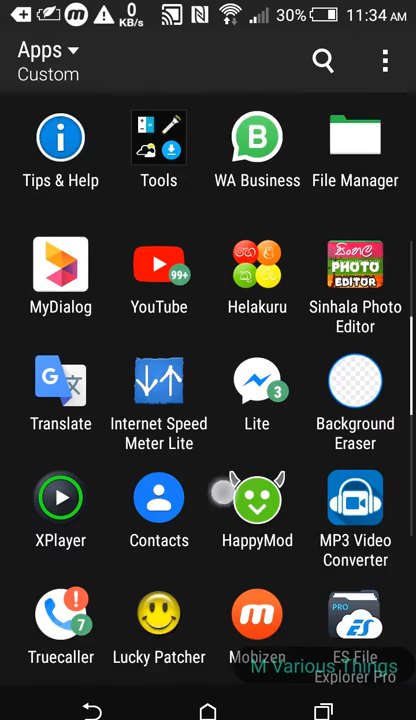 0
KB/s
30%
11:34 AM
Apps
Custom
Tips & Help
Tools
WA Business
File Manager
MyDialog
YouTube
99+
Helakuru
සිංහල
PHOTO
EDITOR
Sinhala Photo
Editor
G
Translate
Internet Speed
Meter Lite
3
Lite
Background
Eraser
XPlayer
Contacts
HappyMod
MP3 Video
Converter
7
Truecaller
Lucky Patcher
Mobizen
PRO
ES
ES File
Explorer Pro
M Various Things